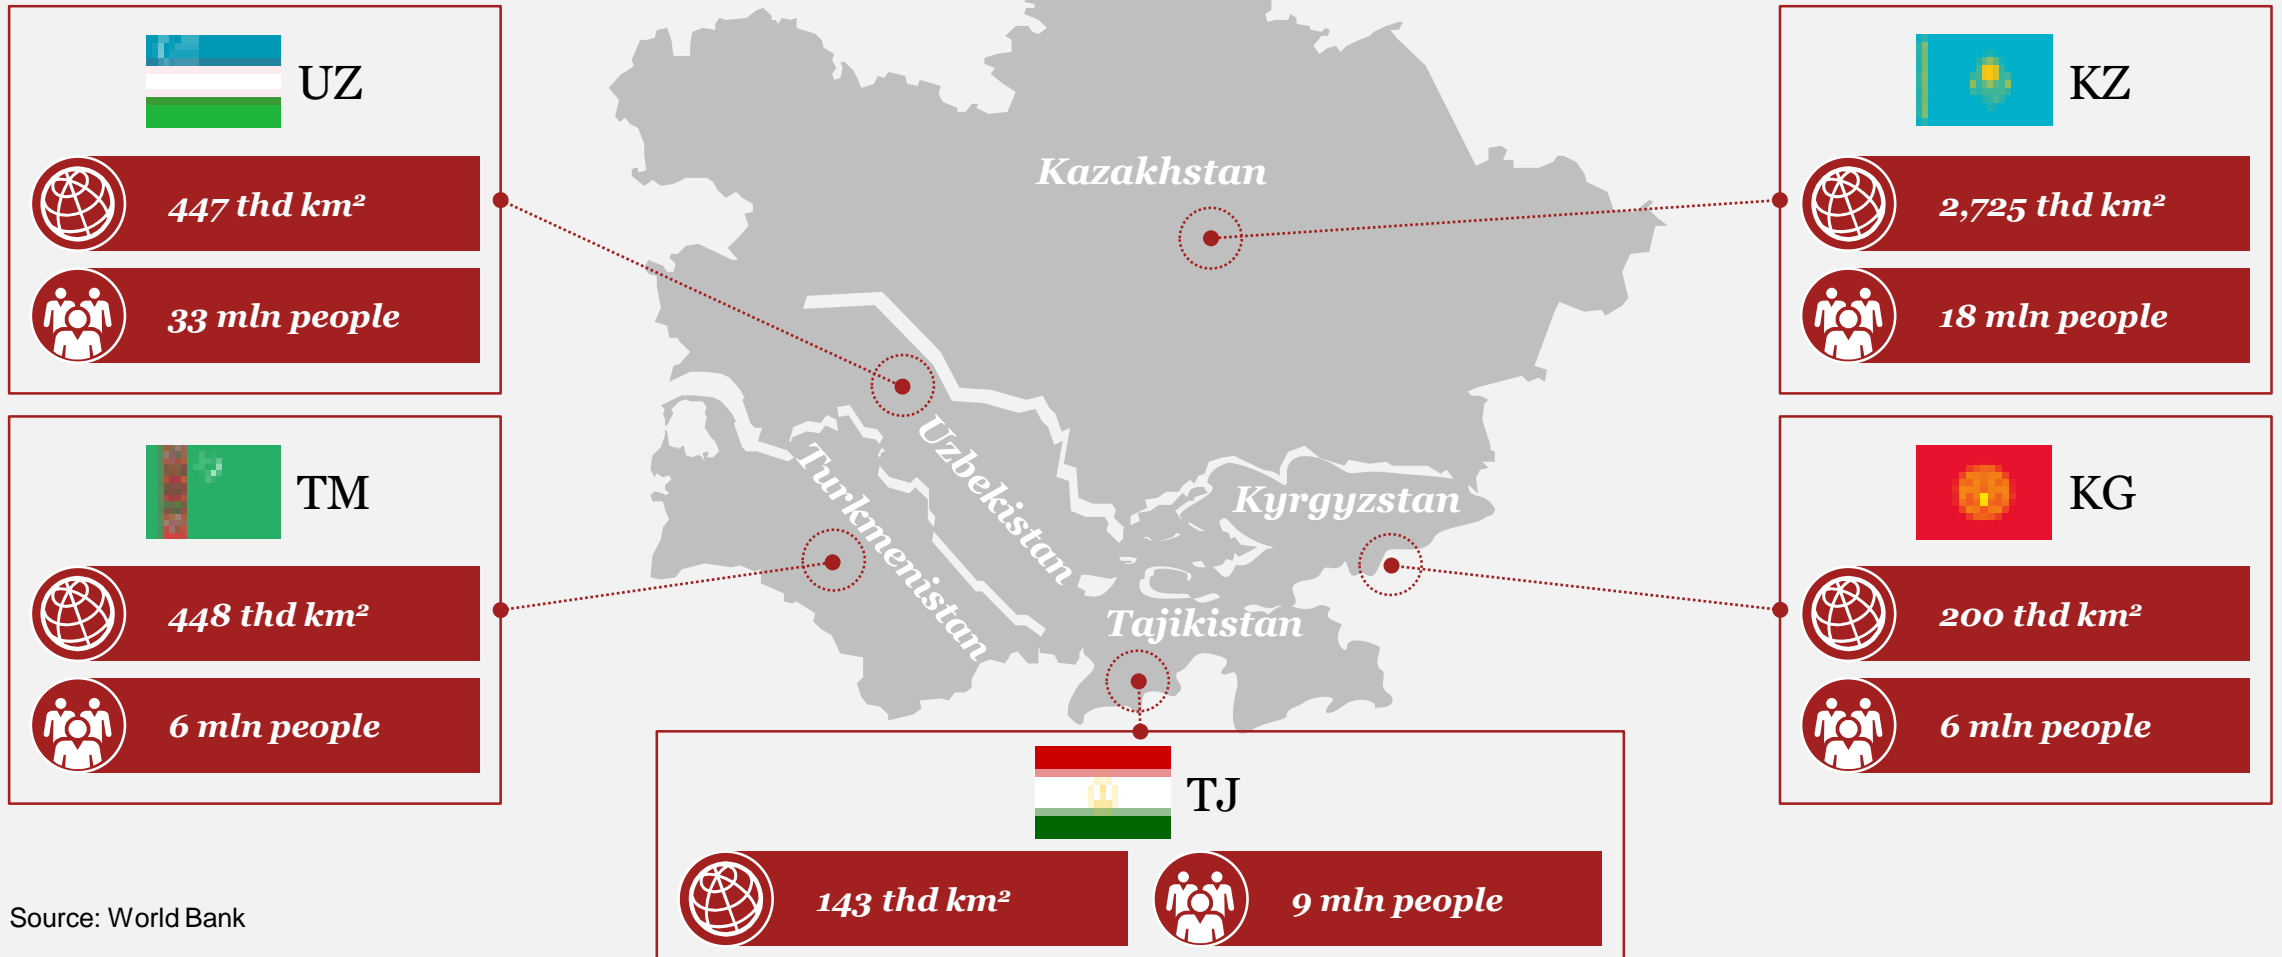 UZ
447 thd km²
33 mln people
TM
448 thd km²
6 mln people
Kazakhstan
Uzbekistan
Turkmenistan
Kyrgyzstan
Tajikistan
KZ
2,725 thd km²
18 mln people
KG
200 thd km²
6 mln people
TJ
143 thd km²
9 mln people
Source: World Bank